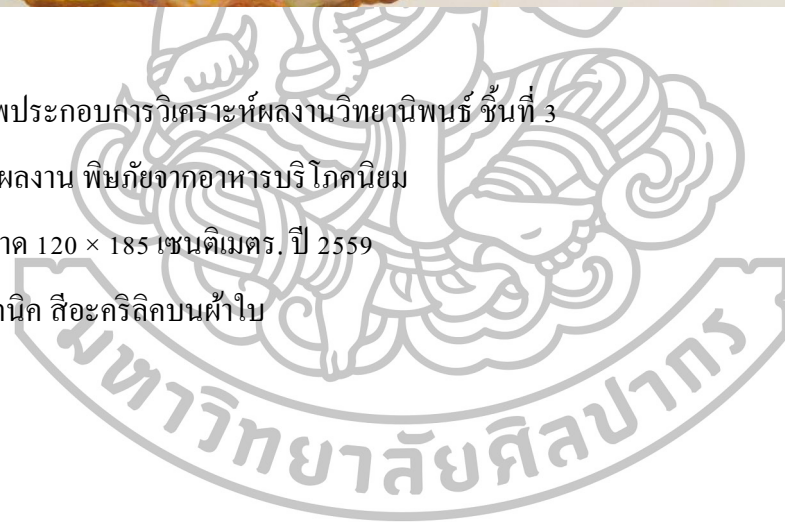 พประกอบการวิเคราะห์ผลงานวิทยานิพนธ์ ชิ้นที่ 3
ผลงาน พิษภัยจากอาหารบริโภคนิยม
าด 120 × 185 เซนติเมตร. ปี 2559
นิค สีอะคริลิคบนผ้าใบ
มหาวิทยาลัยศิลปากร